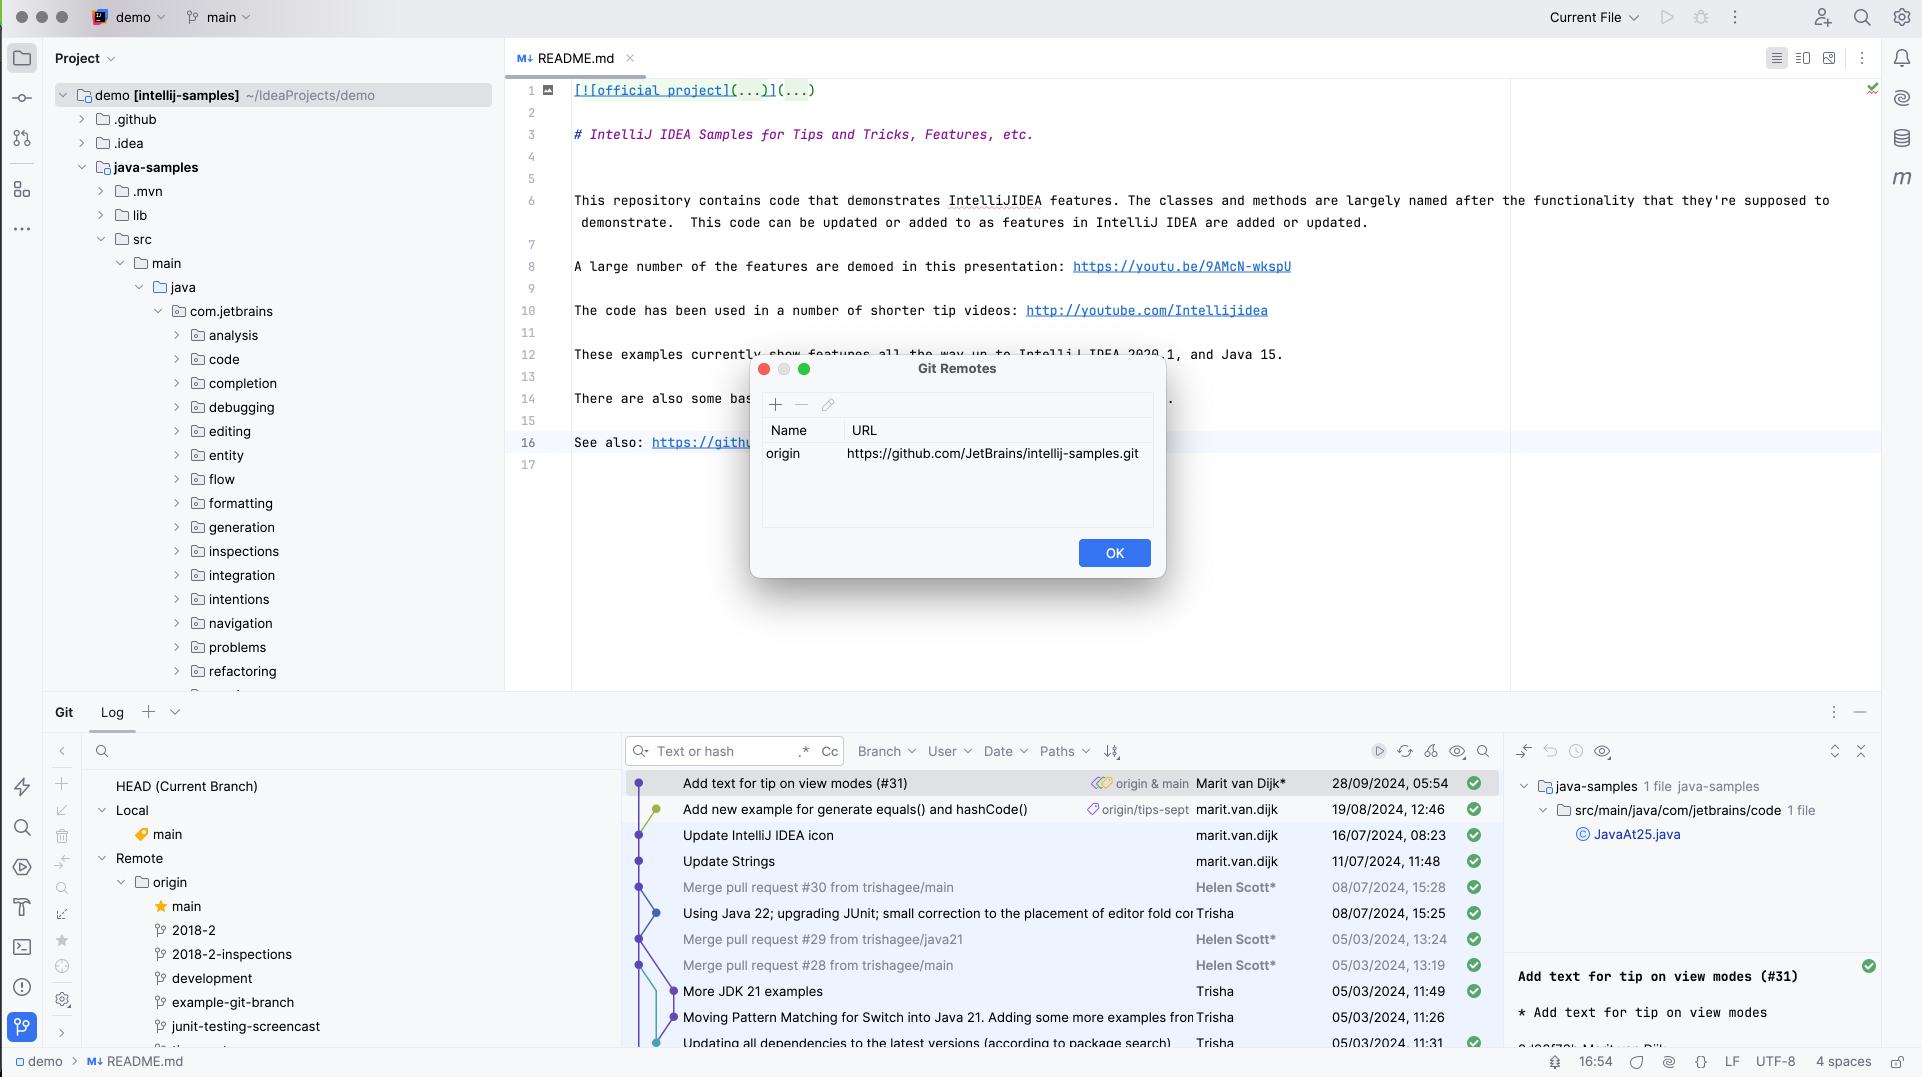 demo
main
Current File
Project
README.md
demo [intellij-samples] ~/IdeaProjects/demo
.github
.idea
java-samples
.mvn
lib
src
main
java
com.jetbrains
analysis
code
completion
debugging
editing
entity
flow
formatting
generation
inspections
integration
intentions
navigation
problems
refactoring
1 [![official project](...)](...)
2
3 # IntelliJ IDEA Samples for Tips and Tricks, Features, etc.
4
5
6 This repository contains code that demonstrates IntelliJIDEA features. The classes and methods are largely named after the functionality that they're supposed to
demonstrate.  This code can be updated or added to as features in IntelliJ IDEA are added or updated.
7
8 A large number of the features are demoed in this presentation: https://youtu.be/9AMcN-wkspU
9
10 The code has been used in a number of shorter tip videos: http://youtube.com/Intellijidea
11
12 These examples currently show features all the way up to IntelliJ IDEA 2020.1, and Java 15.
13
14 There are also some bas .
15
16 See also: https://githu
17
Git Remotes
Name URL
origin https://github.com/JetBrains/intellij-samples.git
OK
Git Log
HEAD (Current Branch)
Local
main
Remote
origin
main
2018-2
2018-2-inspections
development
example-git-branch
junit-testing-screencast
Text or hash .* Cc Branch User Date Paths
Add text for tip on view modes (#31) origin & main Marit van Dijk* 28/09/2024, 05:54
Add new example for generate equals() and hashCode() origin/tips-sept marit.van.dijk 19/08/2024, 12:46
Update IntelliJ IDEA icon marit.van.dijk 16/07/2024, 08:23
Update Strings marit.van.dijk 11/07/2024, 11:48
Merge pull request #30 from trishagee/main Helen Scott* 08/07/2024, 15:28
Using Java 22; upgrading JUnit; small correction to the placement of editor fold cor Trisha 08/07/2024, 15:25
Merge pull request #29 from trishagee/java21 Helen Scott* 05/03/2024, 13:24
Merge pull request #28 from trishagee/main Helen Scott* 05/03/2024, 13:19
More JDK 21 examples Trisha 05/03/2024, 11:49
Moving Pattern Matching for Switch into Java 21. Adding some more examples from Trisha 05/03/2024, 11:26
Updating all dependencies to the latest versions (according to package search) Trisha 05/03/2024, 11:31
java-samples 1 file java-samples
src/main/java/com/jetbrains/code 1 file
JavaAt25.java
Add text for tip on view modes (#31)
* Add text for tip on view modes
demo README.md
16:54 LF UTF-8 4 spaces